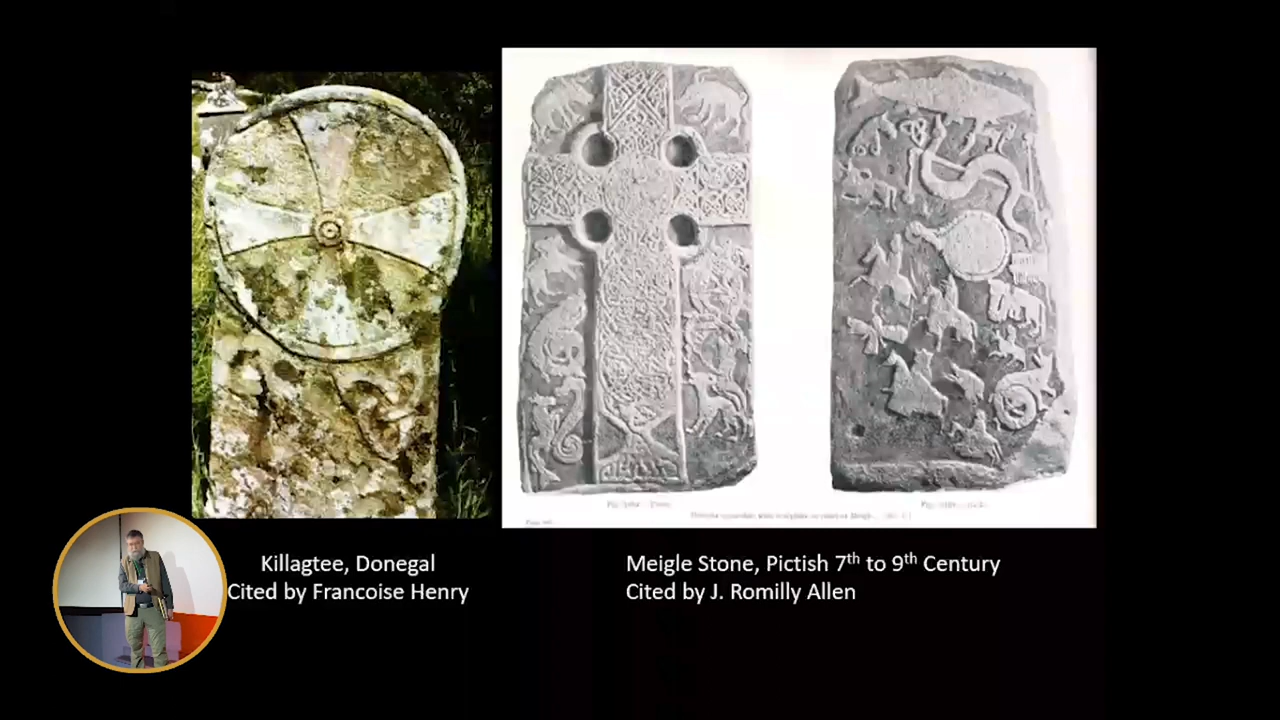 Killagtee, Donegal
Cited by Francoise Henry
Meigle Stone, Pictish 7th to 9th Century
Cited by J. Romilly Allen